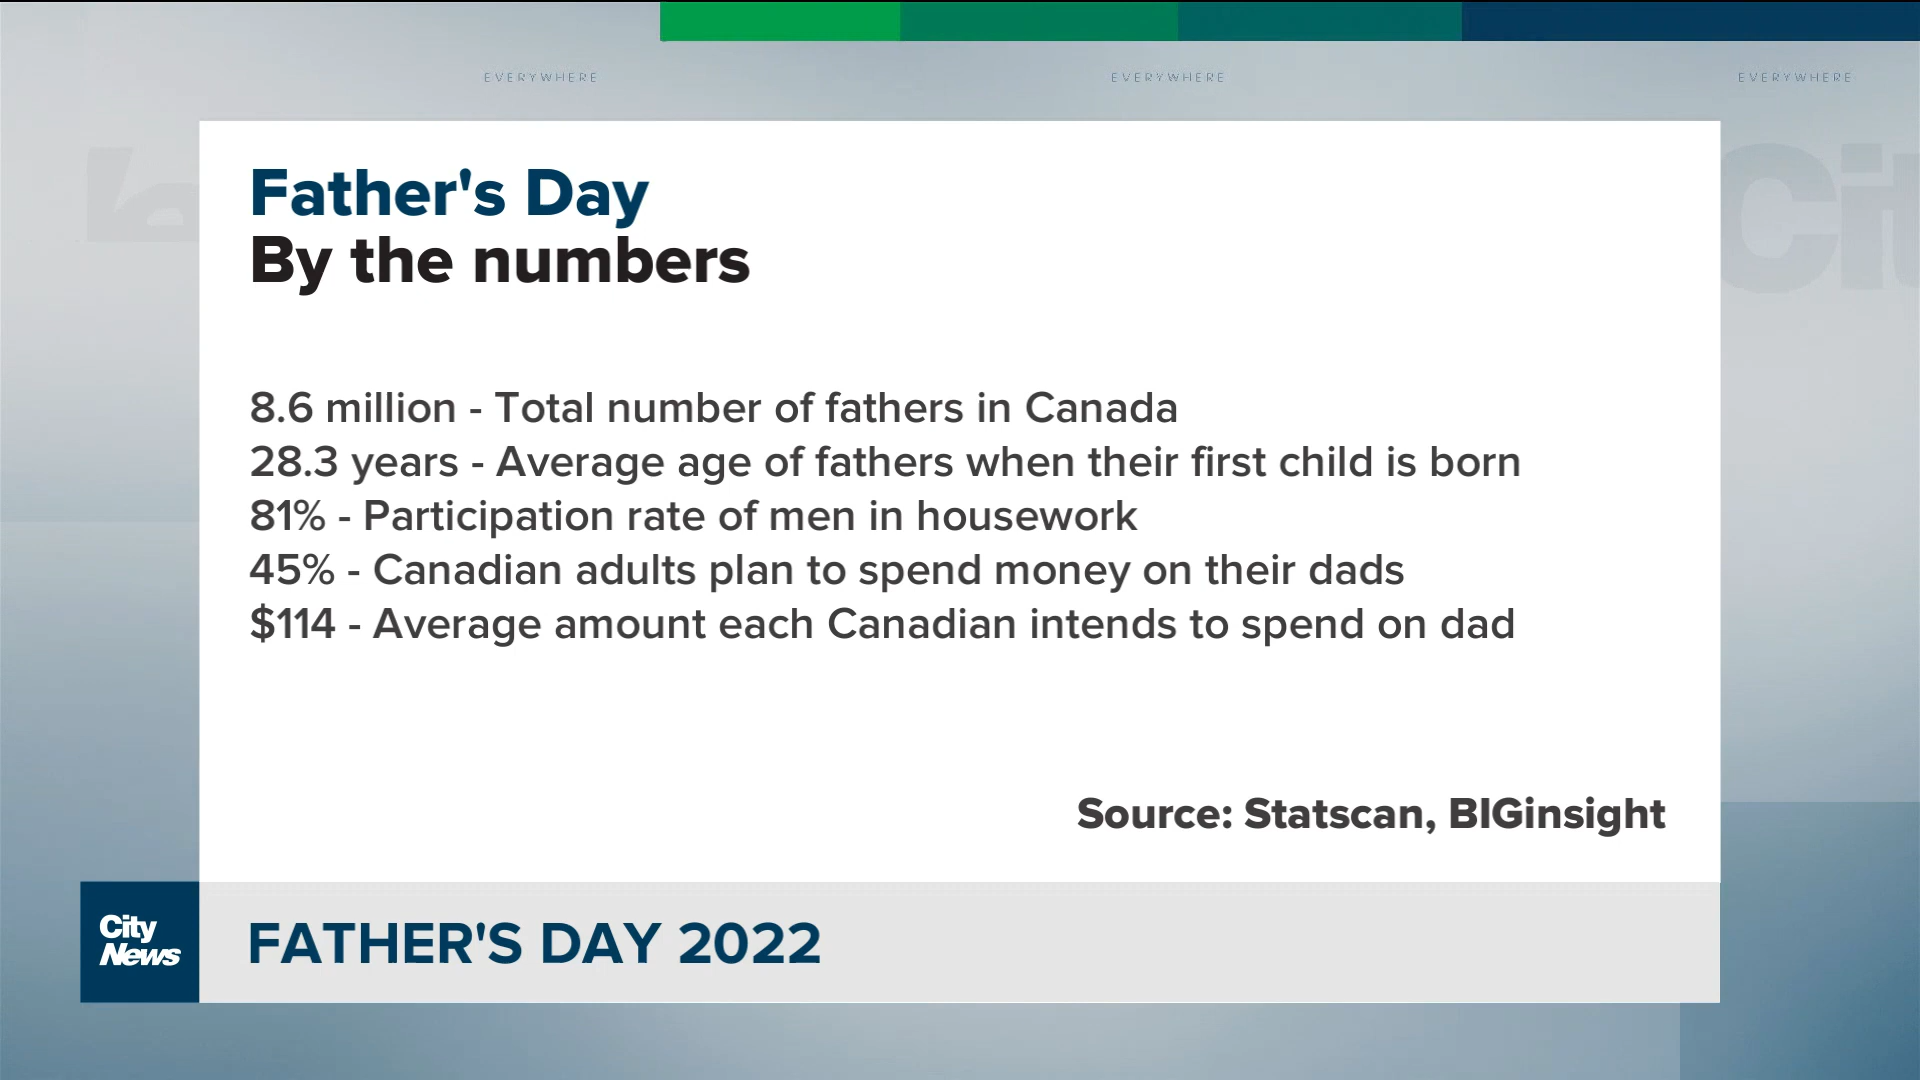 EVERYWHERE EVERYWHERE EVERYWHERE
Cit
Father's Day
By the numbers
8.6 million - Total number of fathers in Canada
28.3 years - Average age of fathers when their first child is born
81% - Participation rate of men in housework
45% - Canadian adults plan to spend money on their dads
$114 - Average amount each Canadian intends to spend on dad
Source: Statscan, BIGinsight
City
News
FATHER'S DAY 2022